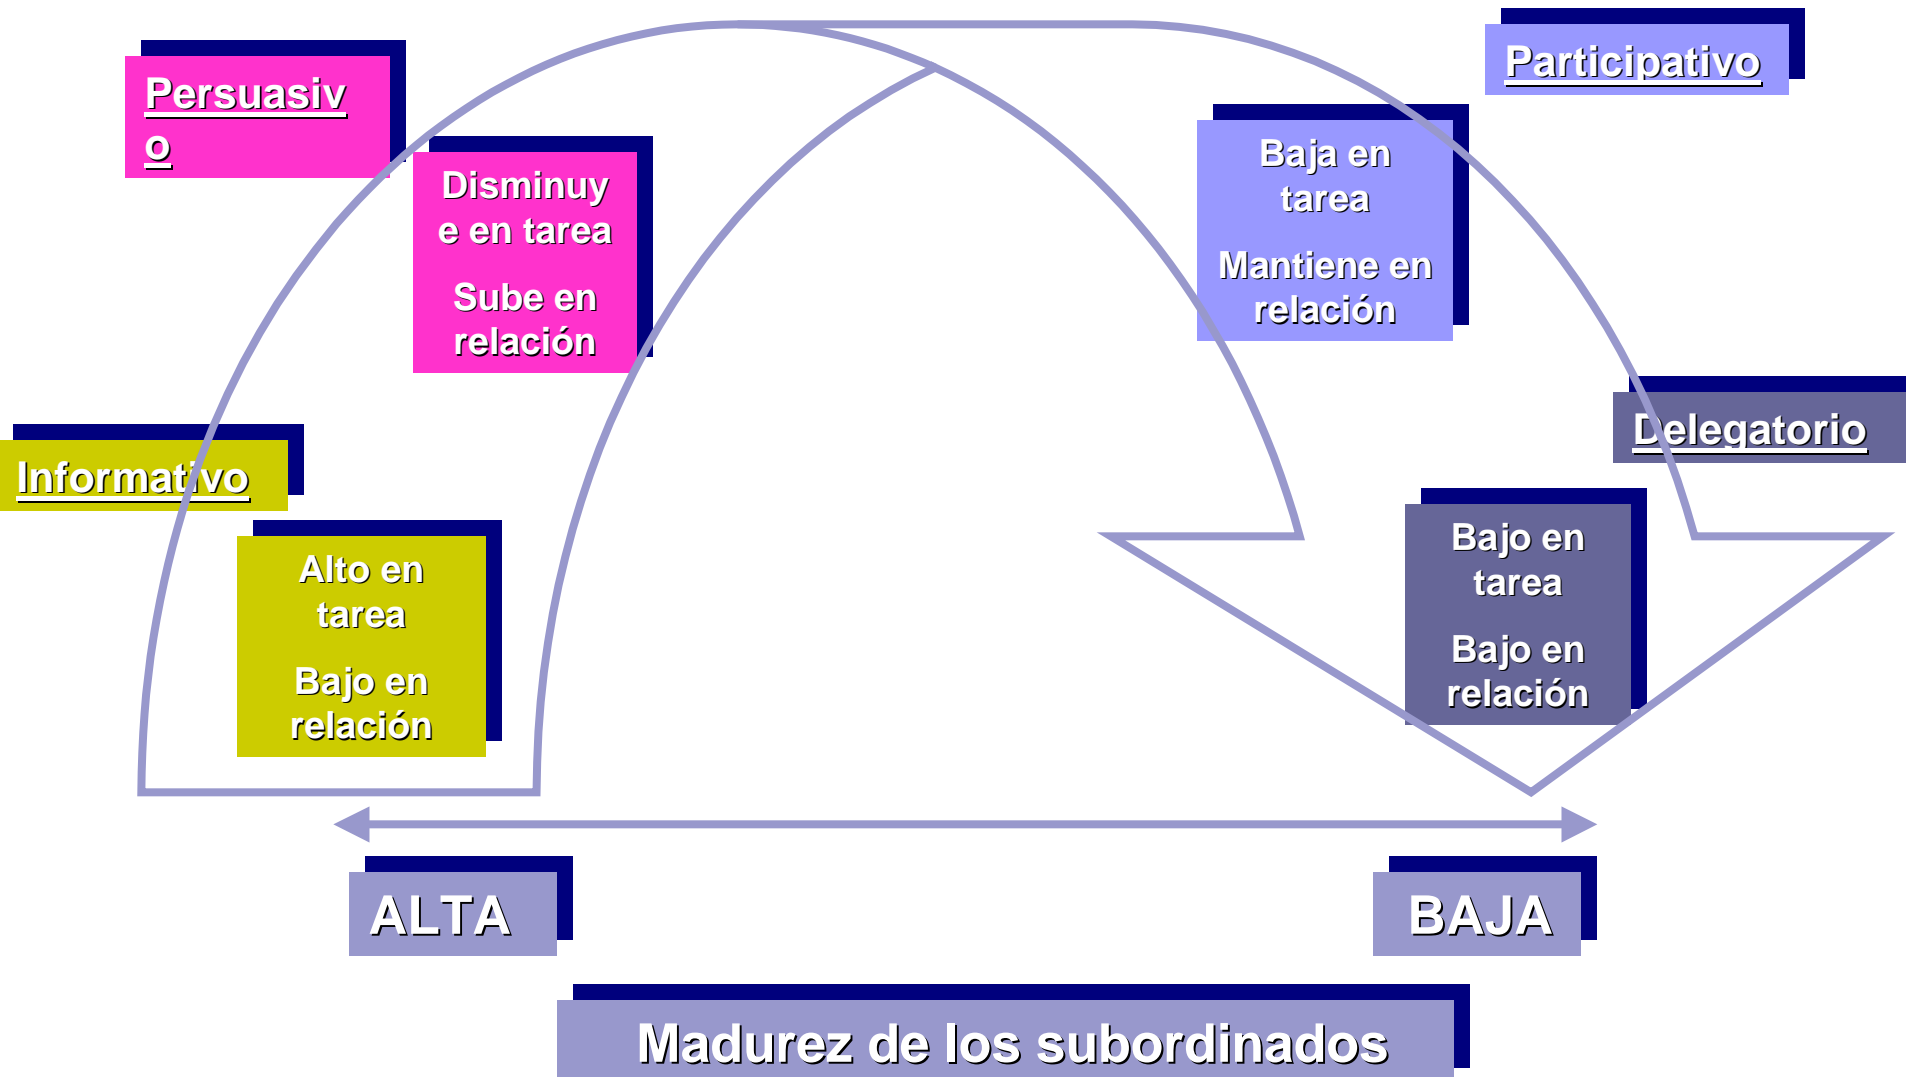 Persuasiv
o
Disminuy
e en tarea
Sube en
relación
Participativo
Baja en
tarea
Mantiene en
relación
Informativo
Alto en
tarea
Bajo en
relación
Delegatorio
Bajo en
tarea
Bajo en
relación
ALTA
BAJA
Madurez de los subordinados